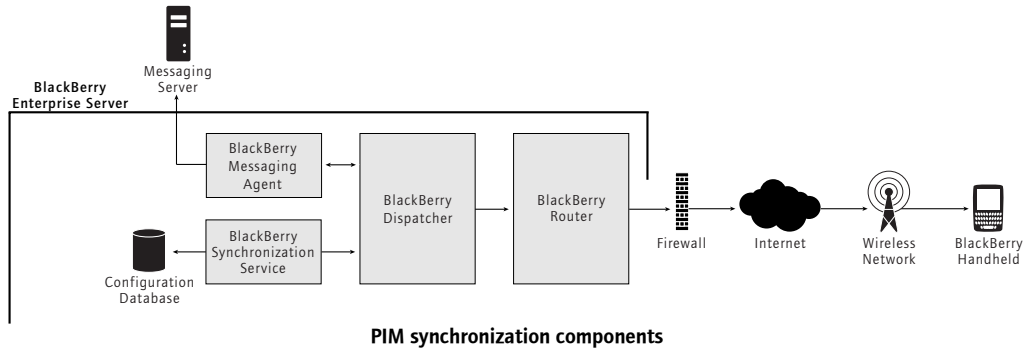 Messaging
Server
BlackBerry
Enterprise Server
BlackBerry
Messaging
Agent
BlackBerry
Dispatcher
BlackBerry
Router
BlackBerry
Synchronization
Service
Configuration
Database
Firewall
Internet
Wireless
Network
BlackBerry
Handheld
PIM synchronization components